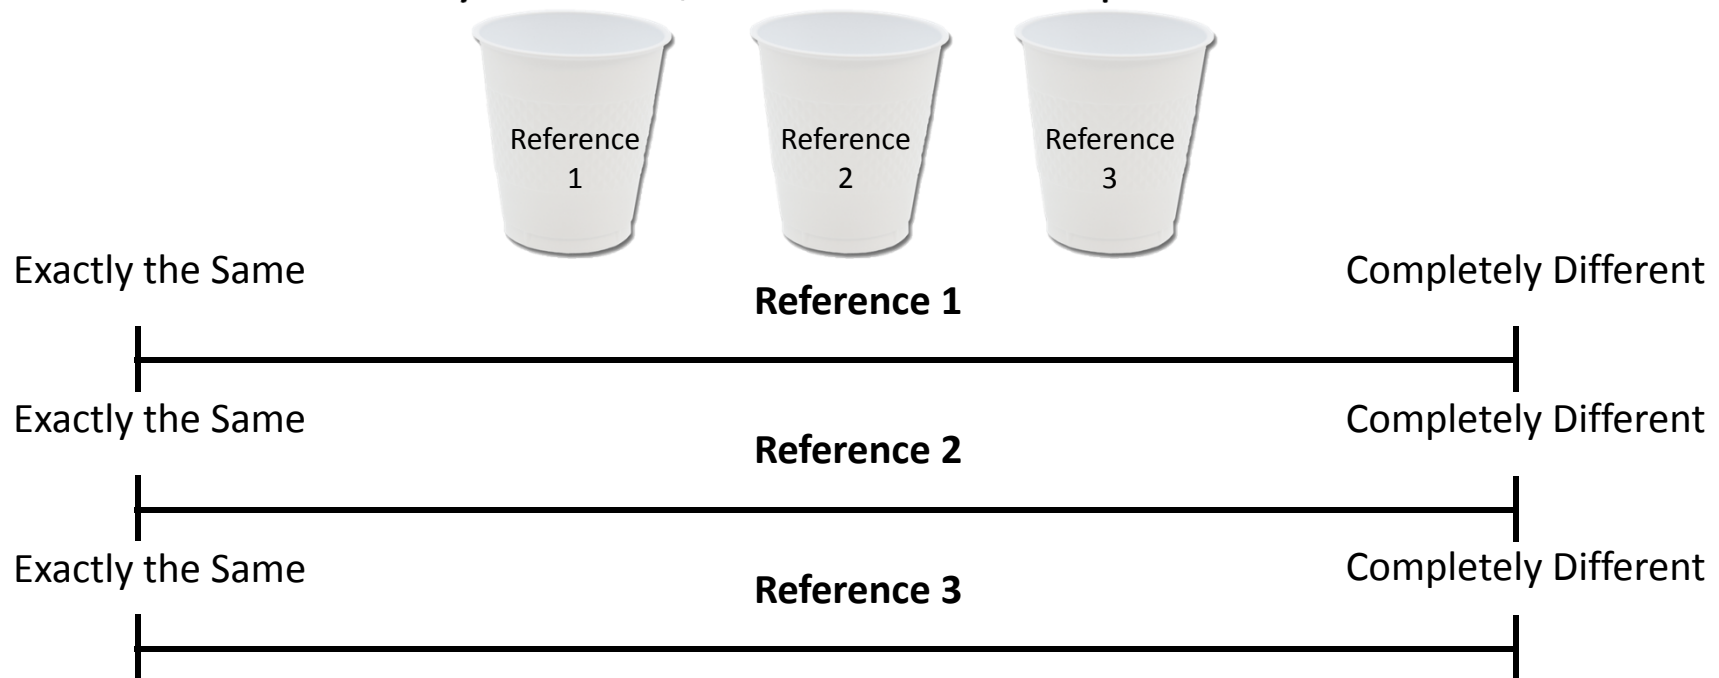 Reference
1
Reference
2
Reference
3
Exactly the Same
Completely Different
Reference 1
Exactly the Same
Completely Different
Reference 2
Exactly the Same
Completely Different
Reference 3